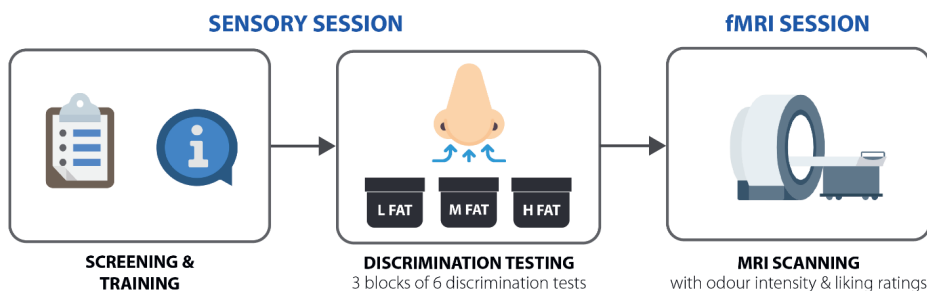 SENSORY SESSION
fMRI SESSION
i
L FAT
M FAT
H FAT
SCREENING &
TRAINING
DISCRIMINATION TESTING
3 blocks of 6 discrimination tests
MRI SCANNING
with odour intensity & liking ratings